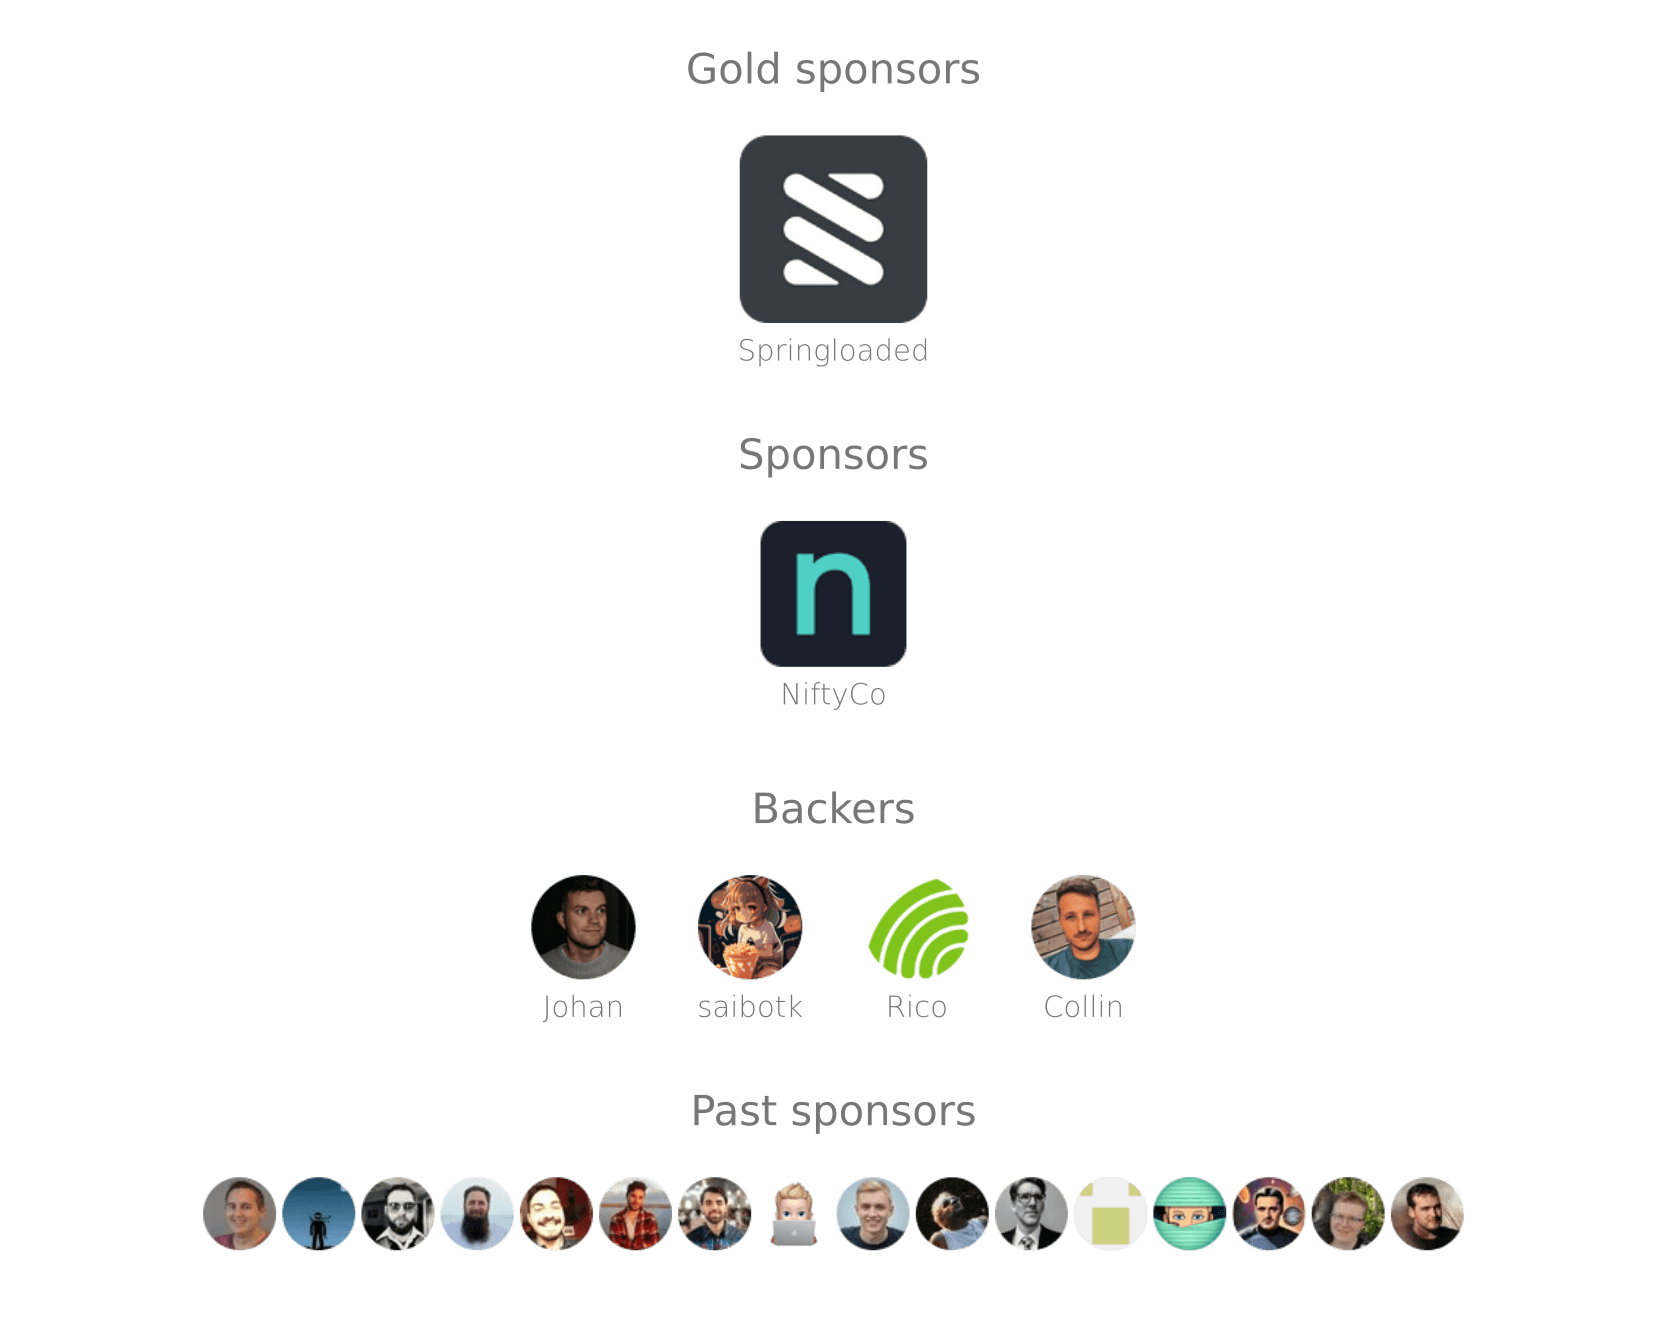 Gold sponsors
Springloaded
Sponsors
n
NiftyCo
Backers
Johan saibotk Rico Collin
Past sponsors